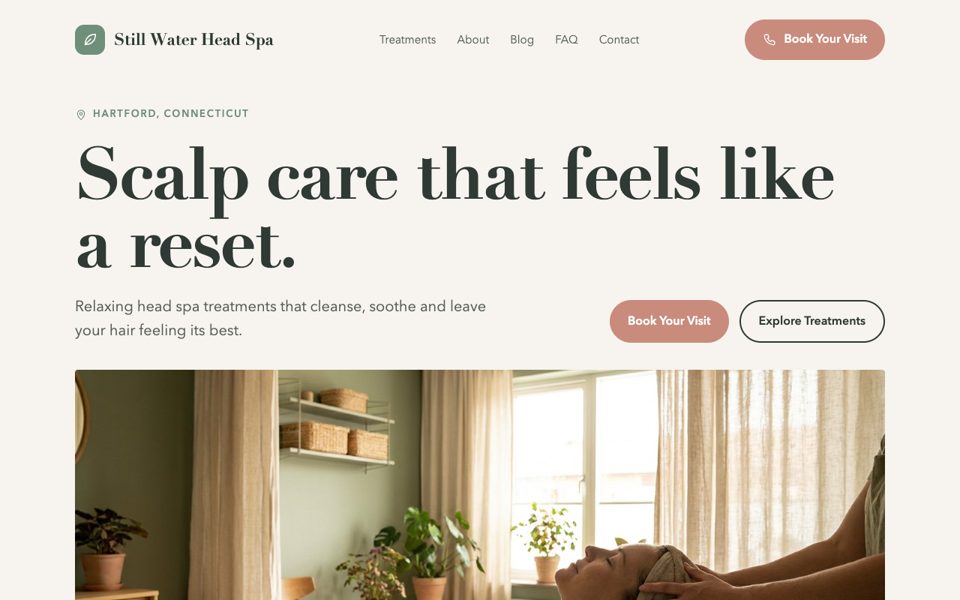 Still Water Head Spa
Treatments
About
Blog
FAQ
Contact
Book Your Visit
HARTFORD, CONNECTICUT
Scalp care that feels like
a reset.
Relaxing head spa treatments that cleanse, soothe and leave
your hair feeling its best.
Book Your Visit
Explore Treatments